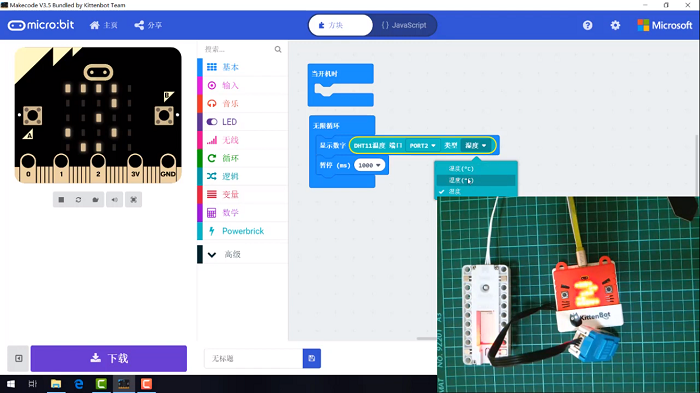 Makecode V3.5 Bundled by Kittenbot Team
micro:bit
主页
分享
方块
{} JavaScript
Microsoft
搜索...
基本
输入
音乐
LED
无线
循环
逻辑
变量
数学
Powerbrick
高级
当开机时
无限循环
显示数字 DHT11温度 端口 PORT2 类型 湿度
暂停 (ms) 1000
温度(°C)
湿度
A
B
0 1 2 3V GND
下载
无标题
KittenBot